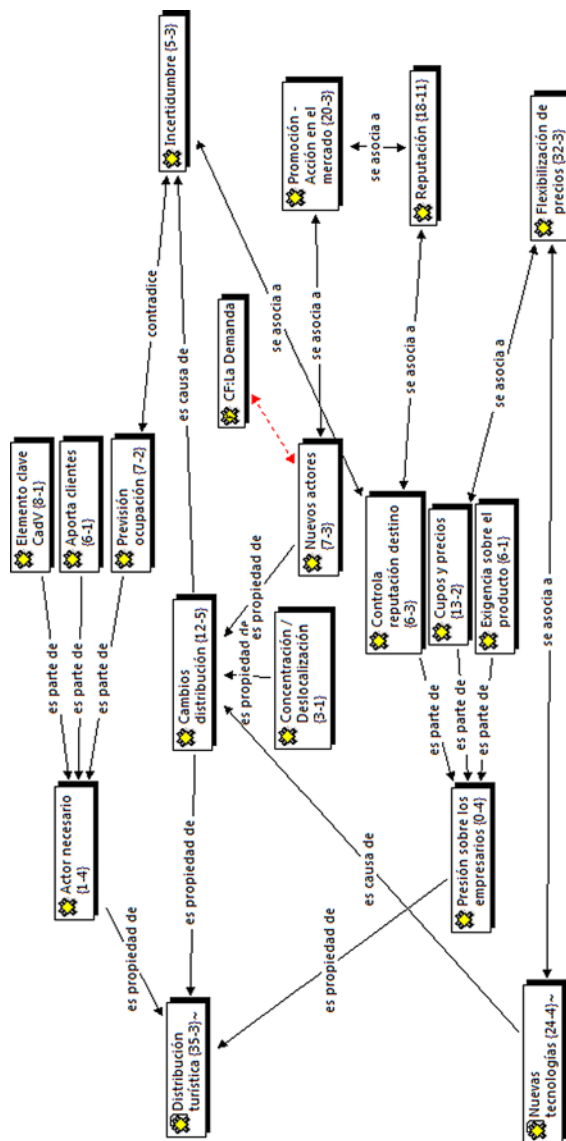 Elemento clave
CadV {8-1}
Aporta clientes
{6-1}
Previsión
ocupación {7-2}
Incertidumbre {5-3}
es parte de
es parte de
es parte de
contradice
Actor necesario
{1-4}
es propiedad de
es causa de
Cambios
distribución {12-5}
es propiedad de
CF:La Demanda
Distribución
turística {35-3}~
es propiedad de
es propiedad de
Nuevos actores
{7-3}
se asocia a
Promoción -
Acción en el
mercado {20-3}
Concentración /
Deslocalización
{3-1}
se asocia a
se asocia a
es propiedad de
es causa de
Controla
reputación destino
{6-3}
se asocia a
Reputación {18-11}
es parte de
Cupos y precios
{13-2}
es parte de
Exigencia sobre el
producto {6-1}
es parte de
Presión sobre los
empresarios {0-4}
se asocia a
Flexibilización de
precios {32-3}
Nuevas
tecnologías {24-4}~
se asocia a